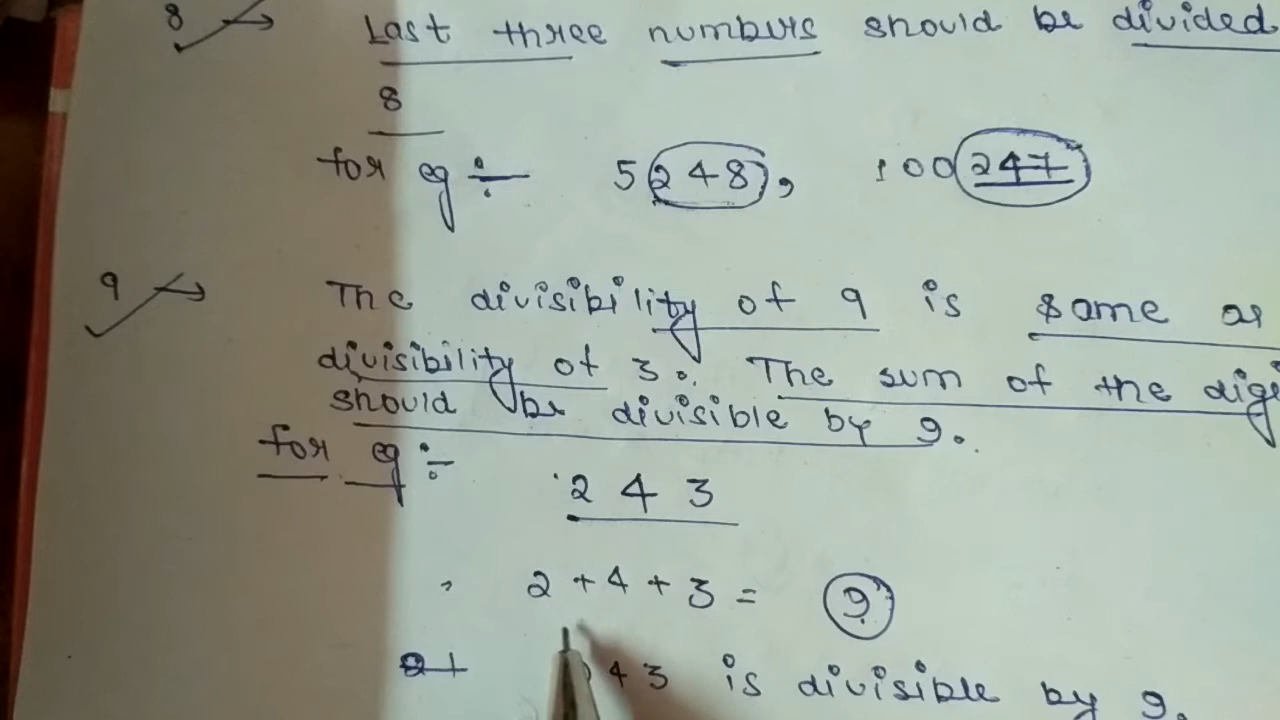 8 → Last three numbers should be divided
8
for eg ÷ 5248, 100247
9 → The divisibility of 9 is same as
divisibility of 3. The sum of the digi
should be divisible by 9.
for eg ÷ 243
2 + 4 + 3 = 9
43 is divisible by 9.